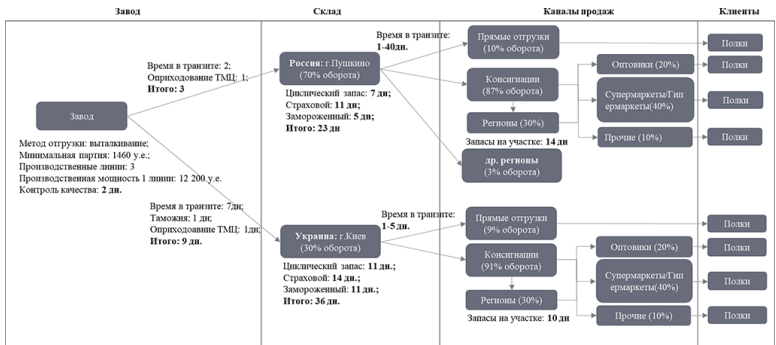 Завод
Склад
Каналы продаж
Клиенты
Завод
Метод отгрузки: выталкивание;
Минимальная партия: 1460 у.е.;
Производственные линии: 3
Производственная мощность 1 линии: 12 200 у.е.
Контроль качества: 2 дн.
Время в транзите: 2;
Оприходование ТМЦ: 1;
Итого: 3
Время в транзите: 7дн;
Таможня: 1 дн;
Оприходоавние ТМЦ: 1дн;
Итого: 9 дн.
Россия: г.Пушкино
(70% оборота)
Циклический запас: 7 дн;
Страховой: 11 дн;
Замороженный: 5 дн;
Итого: 23 дн
Время в транзите:
1-40дн.
Прямые отгрузки
(10% оборота)
Консигнации
(87% оборота)
Регионы (30%)
Запасы на участке: 14 дн
др. регионы
(3% оборота)
Оптовики (20%)
Супермаркеты/Гип
ермаркеты(40%)
Прочие (10%)
Полки
Полки
Полки
Полки
Украина: г.Киев
(30% оборота)
Циклический запас: 11 дн.;
Страховой: 14 дн.;
Замороженный: 11 дн.;
Итого: 36 дн.
Время в транзите:
1-5 дн.
Прямые отгрузки
(9% оборота)
Консигнации
(91% оборота)
Регионы (30%)
Запасы на участке: 10 дн
Оптовики (20%)
Супермаркеты/Гип
ермаркеты(40%)
Прочие (10%)
Полки
Полки
Полки
Полки